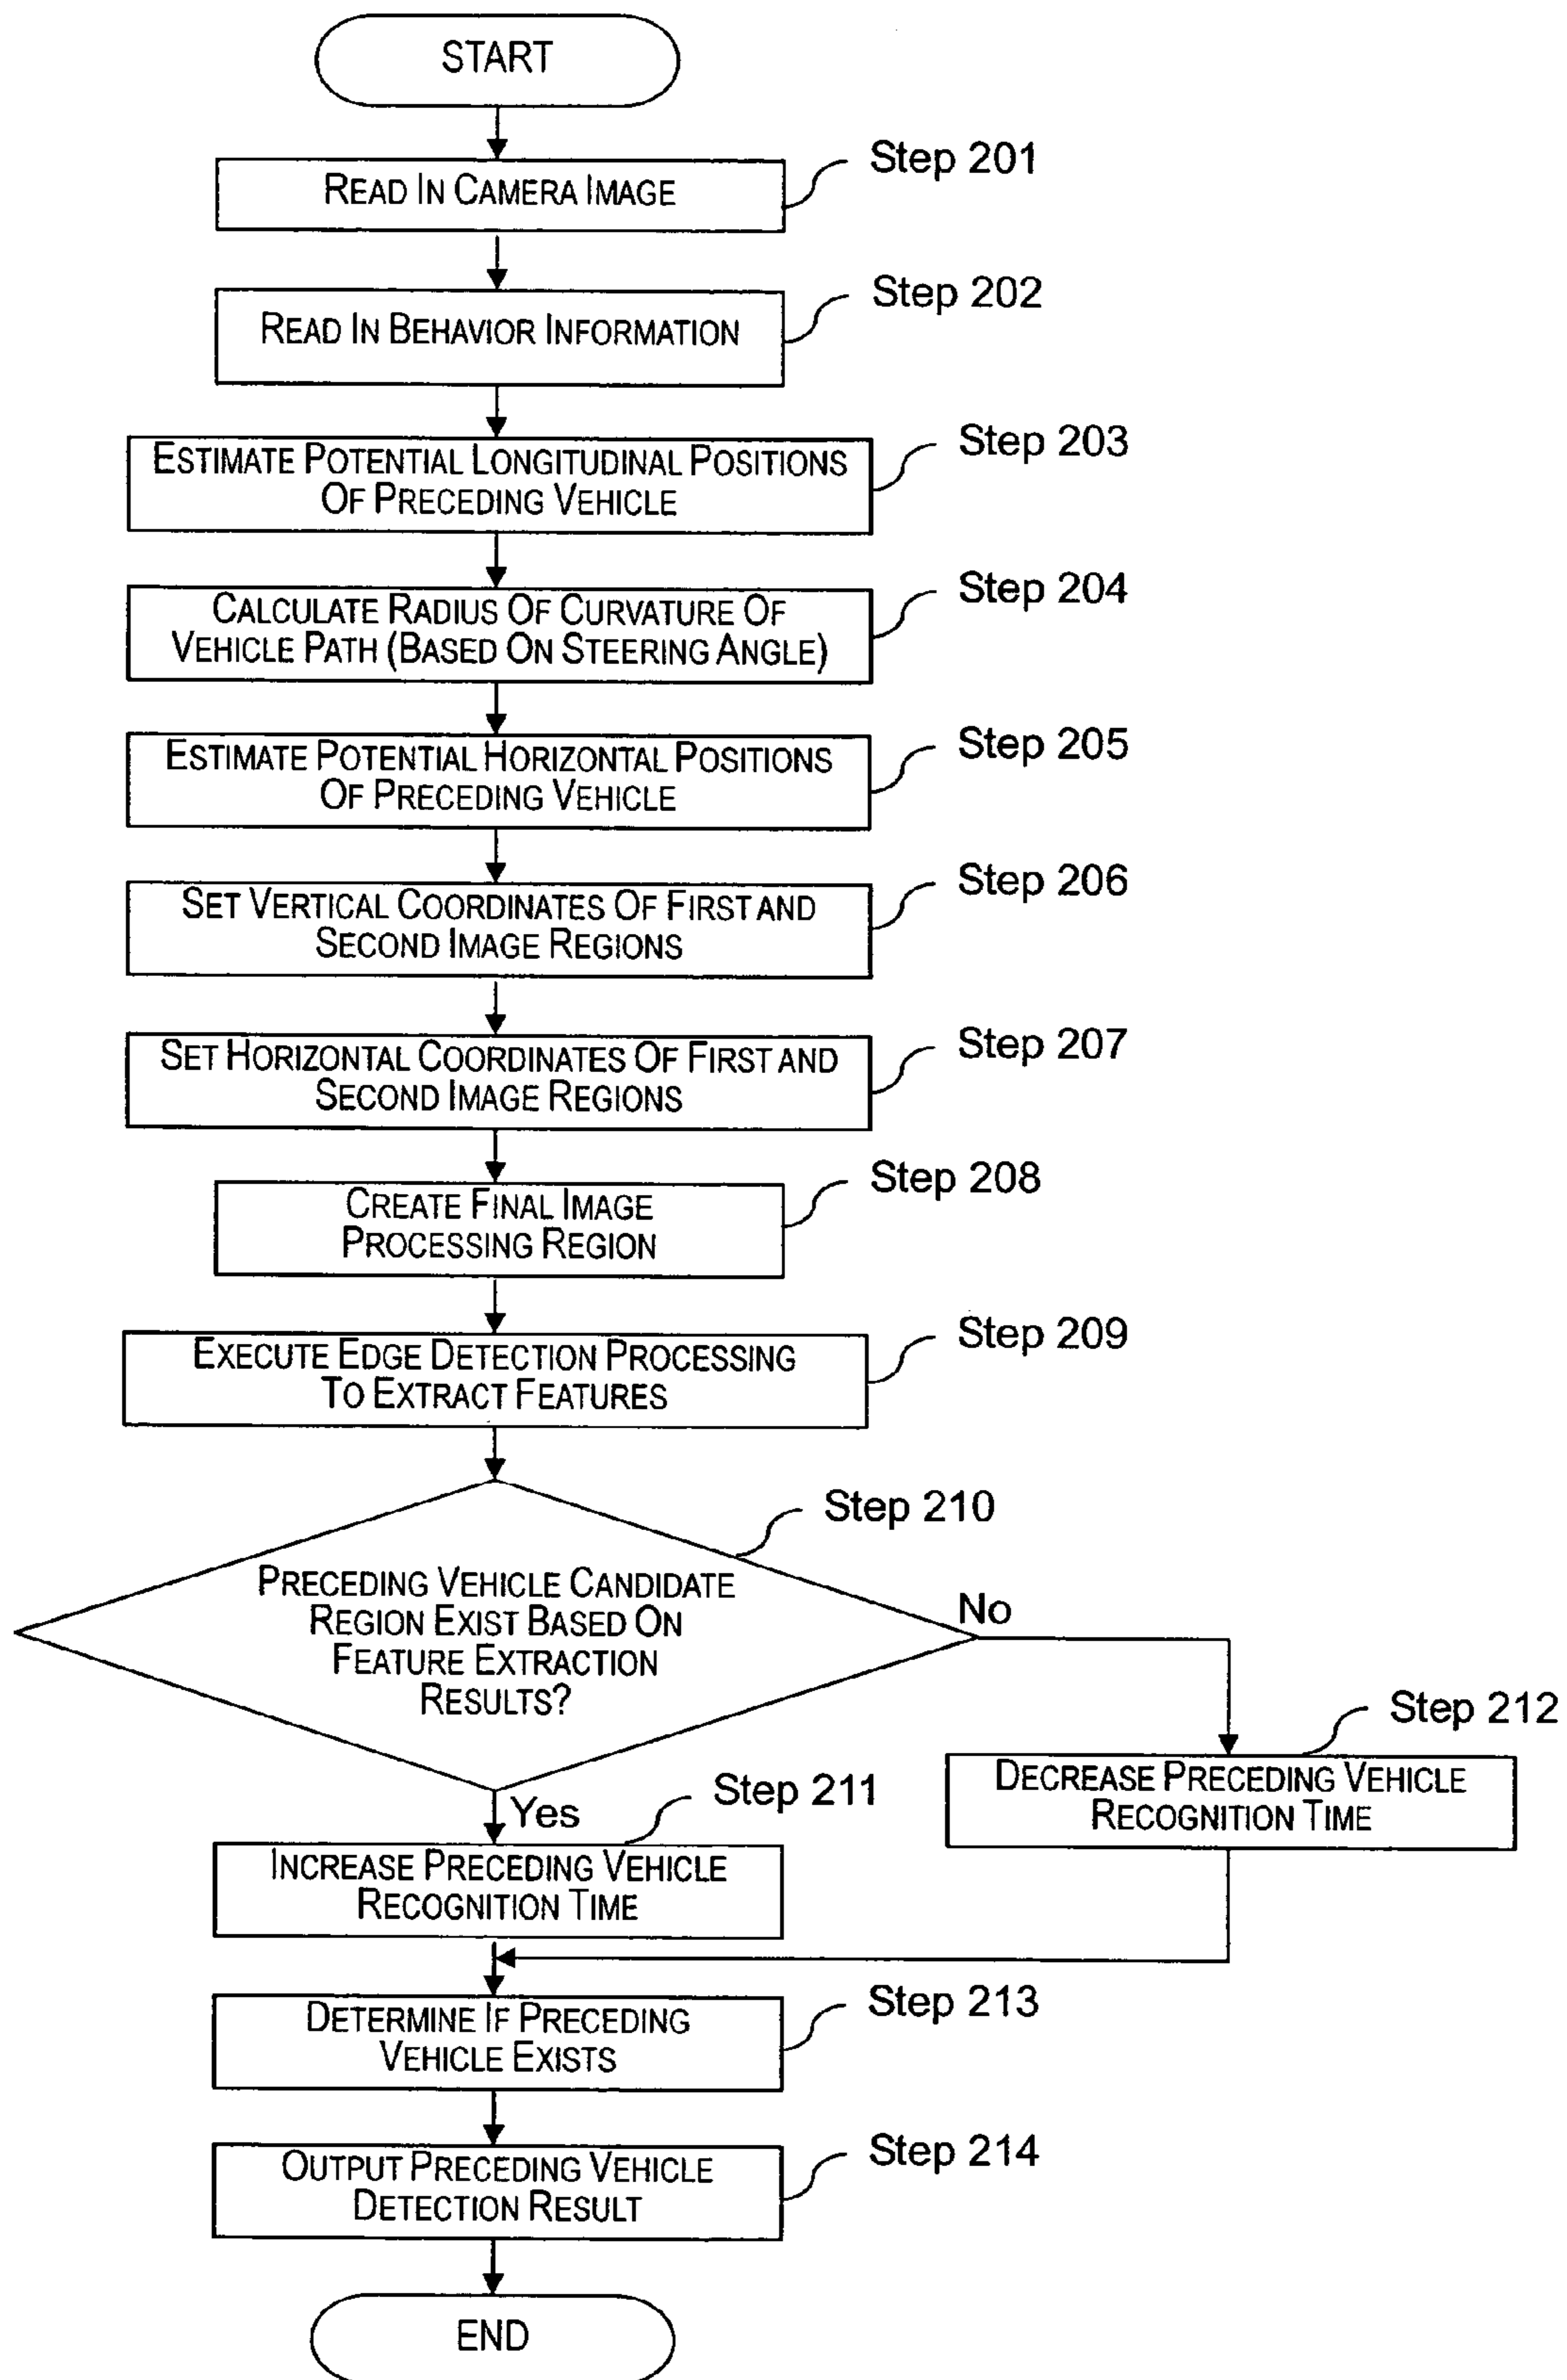 START
Step 201
READ IN CAMERA IMAGE
Step 202
READ IN BEHAVIOR INFORMATION
Step 203
ESTIMATE POTENTIAL LONGITUDINAL POSITIONS
OF PRECEDING VEHICLE
Step 204
CALCULATE RADIUS OF CURVATURE OF
VEHICLE PATH (BASED ON STEERING ANGLE)
Step 205
ESTIMATE POTENTIAL HORIZONTAL POSITIONS
OF PRECEDING VEHICLE
Step 206
SET VERTICAL COORDINATES OF FIRST AND
SECOND IMAGE REGIONS
Step 207
SET HORIZONTAL COORDINATES OF FIRST AND
SECOND IMAGE REGIONS
Step 208
CREATE FINAL IMAGE
PROCESSING REGION
Step 209
EXECUTE EDGE DETECTION PROCESSING
TO EXTRACT FEATURES
Step 210
PRECEDING VEHICLE CANDIDATE
REGION EXIST BASED ON
FEATURE EXTRACTION
RESULTS?
No
Step 212
DECREASE PRECEDING VEHICLE
RECOGNITION TIME
Yes
Step 211
INCREASE PRECEDING VEHICLE
RECOGNITION TIME
Step 213
DETERMINE IF PRECEDING
VEHICLE EXISTS
Step 214
OUTPUT PRECEDING VEHICLE
DETECTION RESULT
END